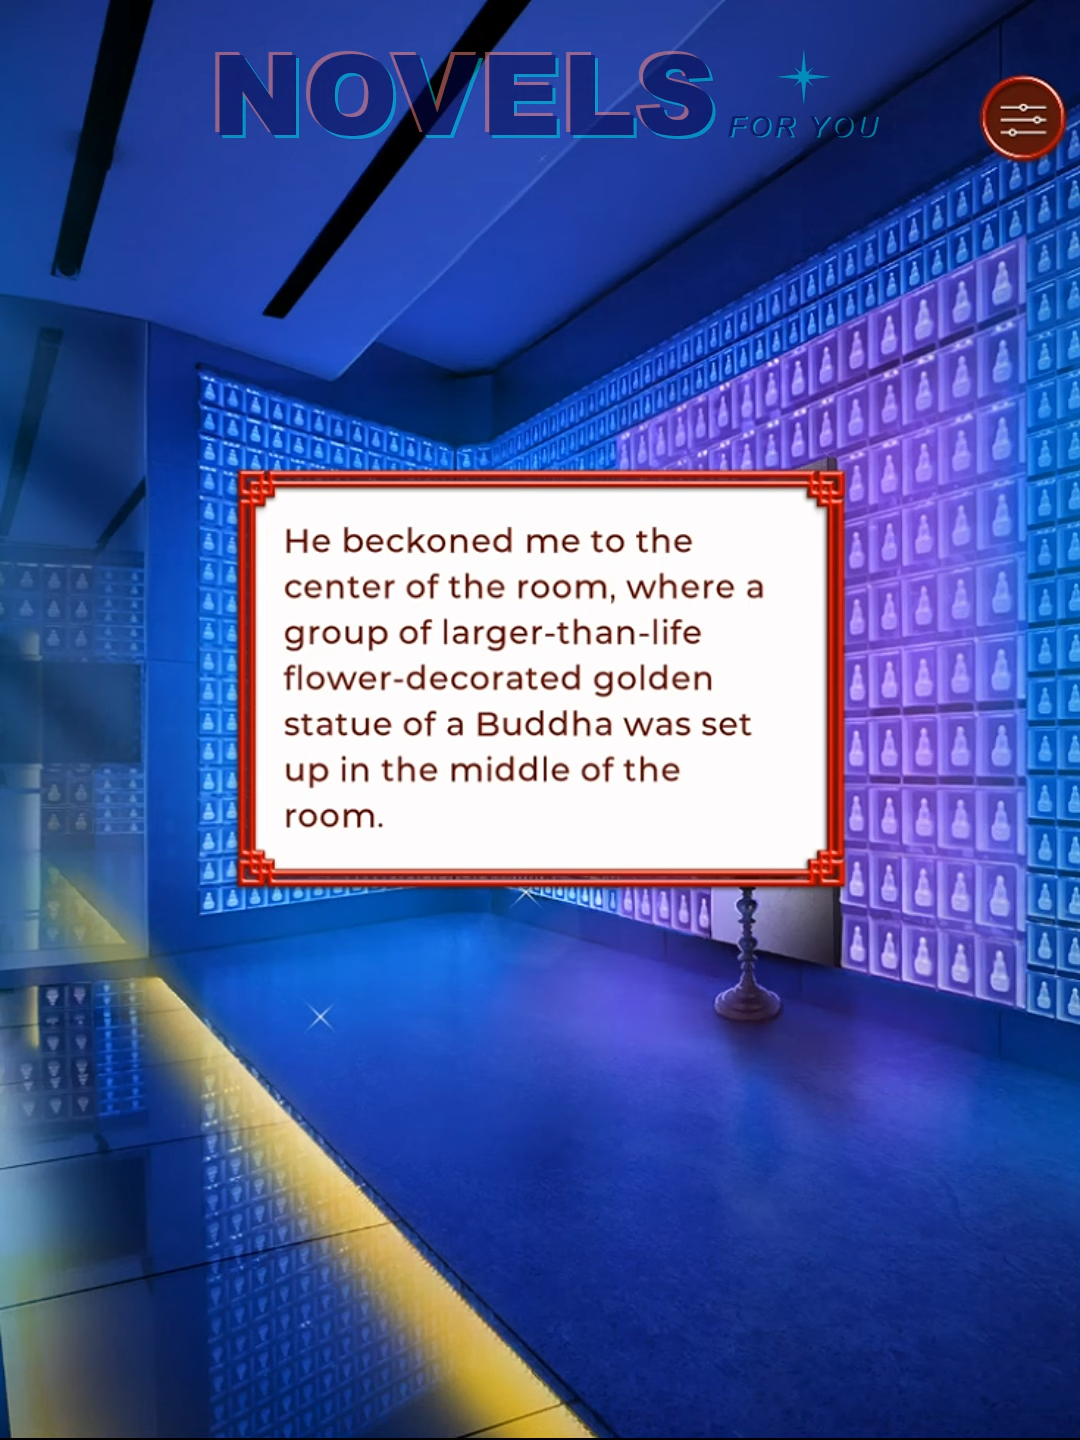 NOVELS
FOR YOU
He beckoned me to the
center of the room, where a
group of larger-than-life
flower-decorated golden
statue of a Buddha was set
up in the middle of the
room.